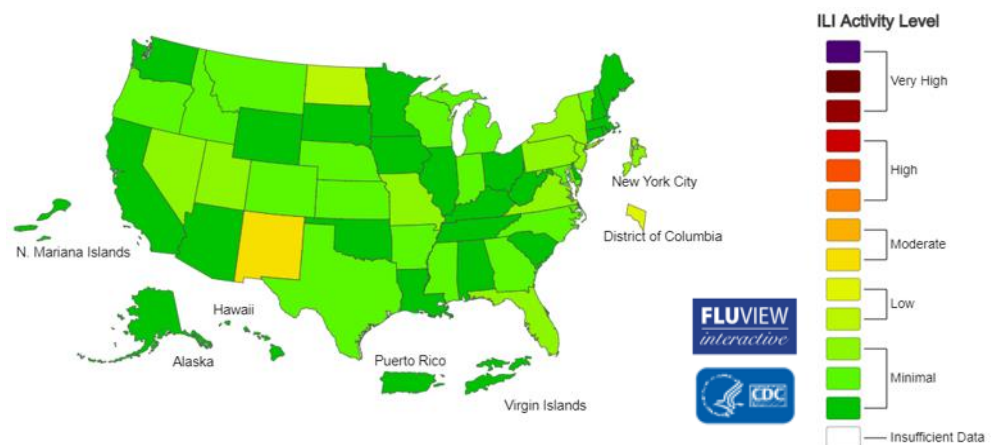 ILI Activity Level
Very High
High
Moderate
Low
Minimal
Insufficient Data
New York City
District of Columbia
N. Mariana Islands
Hawaii
Alaska
Puerto Rico
Virgin Islands
FLUVIEW
interactive
CDC